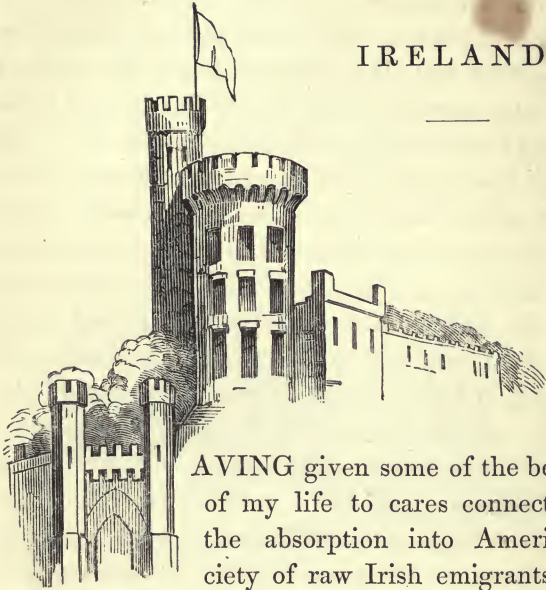 IRELAND
AVING given some of the be
of my life to cares connect
the absorption into Ameri
ciety of raw Irish emigrants